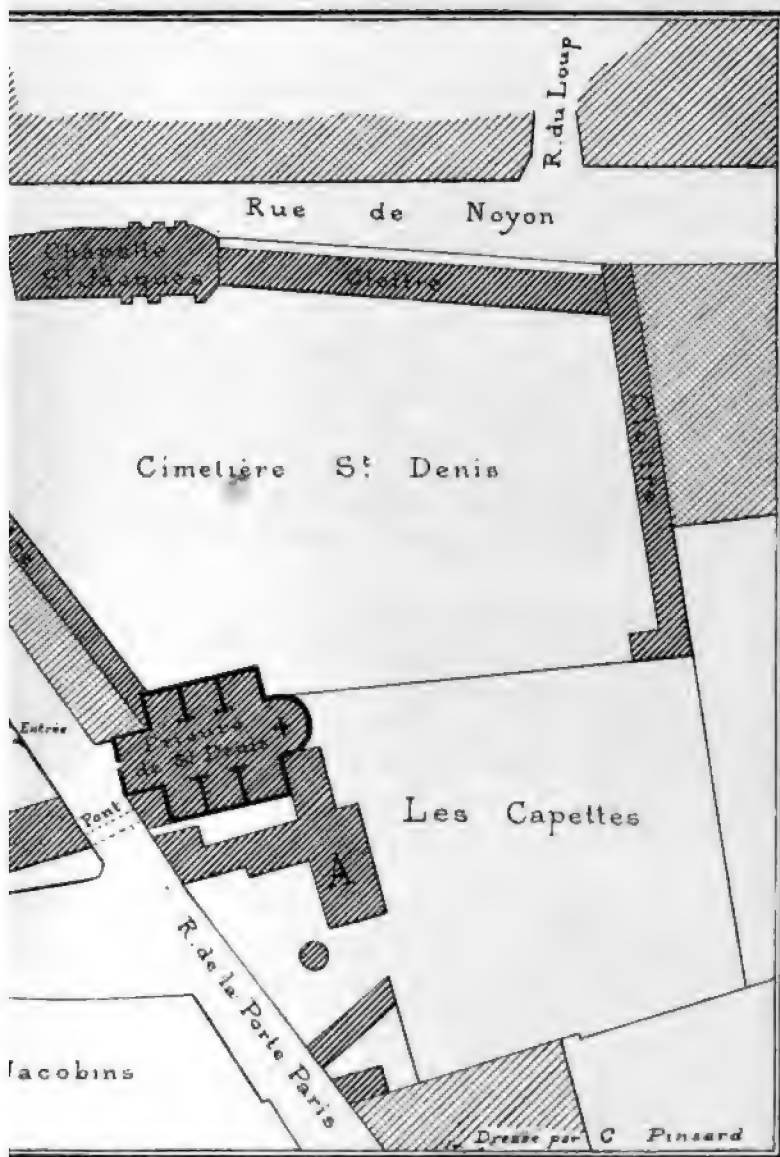 R. du Loup
Rue de Noyon
Chapelle
St. Jacques
Cloître
Cloître
Cimetière St Denis
Entrée
Prieuré
de St Denis
Pont
Les Capettes
A
R. de la Porte Paris
Jacobins
Dressé par C Pinsard